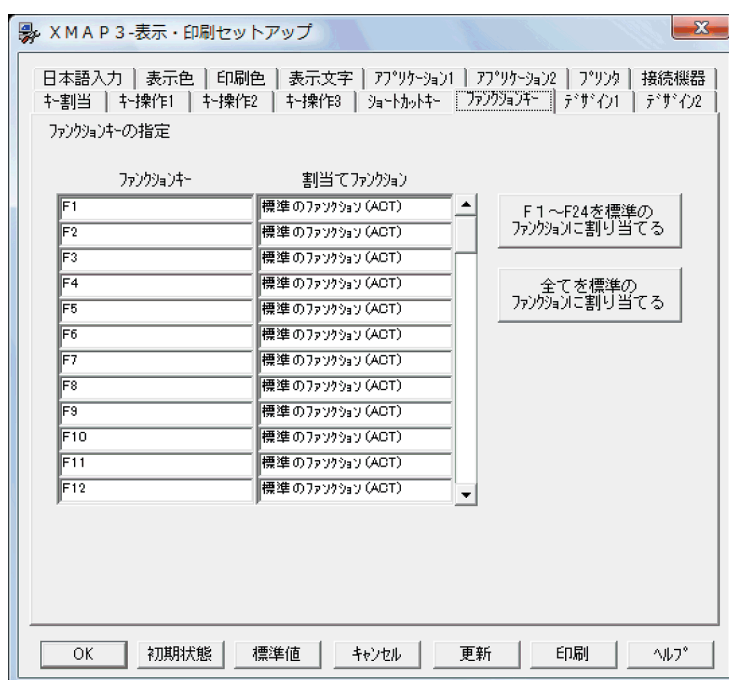 ＸＭＡＰ３-表示・印刷セットアップ
日本語入力 表示色 印刷色 表示文字 ｱﾌﾟﾘｹｰｼｮﾝ1 ｱﾌﾟﾘｹｰｼｮﾝ2 ﾌﾟﾘﾝﾀ 接続機器
ｷｰ割当 ｷｰ操作1 ｷｰ操作2 ｷｰ操作3 ｼｮｰﾄｶｯﾄｷｰ ﾌｧﾝｸｼｮﾝｷｰ ﾃﾞｻﾞｲﾝ1 ﾃﾞｻﾞｲﾝ2
ﾌｧﾝｸｼｮﾝｷｰの指定
ﾌｧﾝｸｼｮﾝｷｰ 割当てﾌｧﾝｸｼｮﾝ
F1 標準のﾌｧﾝｸｼｮﾝ(ACT)
F2 標準のﾌｧﾝｸｼｮﾝ(ACT)
F3 標準のﾌｧﾝｸｼｮﾝ(ACT)
F4 標準のﾌｧﾝｸｼｮﾝ(ACT)
F5 標準のﾌｧﾝｸｼｮﾝ(ACT)
F6 標準のﾌｧﾝｸｼｮﾝ(ACT)
F7 標準のﾌｧﾝｸｼｮﾝ(ACT)
F8 標準のﾌｧﾝｸｼｮﾝ(ACT)
F9 標準のﾌｧﾝｸｼｮﾝ(ACT)
F10 標準のﾌｧﾝｸｼｮﾝ(ACT)
F11 標準のﾌｧﾝｸｼｮﾝ(ACT)
F12 標準のﾌｧﾝｸｼｮﾝ(ACT)
Ｆ１～F24を標準の
ﾌｧﾝｸｼｮﾝに割り当てる
全てを標準の
ﾌｧﾝｸｼｮﾝに割り当てる
OK 初期状態 標準値 ｷｬﾝｾﾙ 更新 印刷 ﾍﾙﾌﾟ